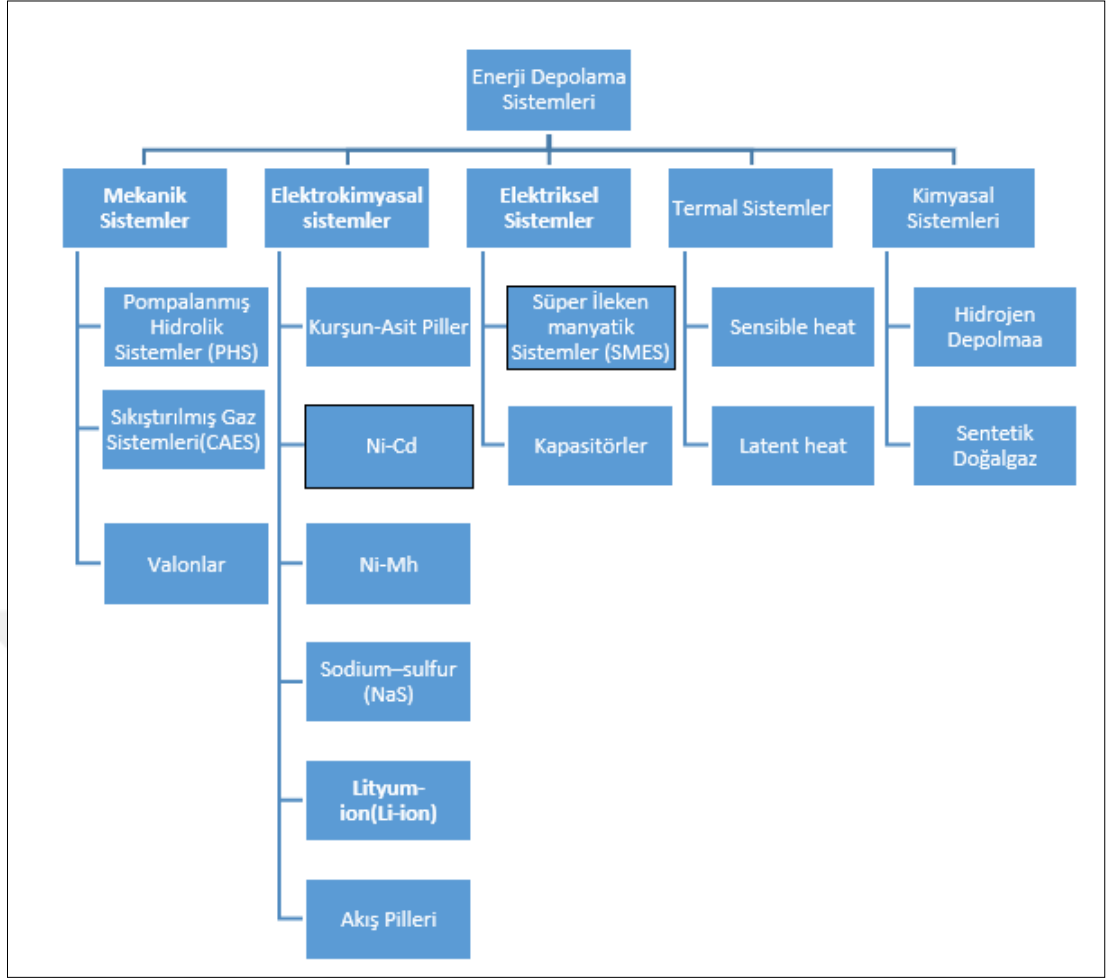 Enerji Depolama
Sistemleri
Mekanik
Sistemler
Elektrokimyasal
sistemler
Elektriksel
Sistemler
Termal Sistemler
Kimyasal
Sistemleri
Pompalanmış
Hidrolik
Sistemler (PHS)
Sıkıştırılmış Gaz
Sistemleri(CAES)
Valonlar
Kurşun-Asit Piller
Ni-Cd
Ni-Mh
Sodium–sulfur
(NaS)
Lityum-
ion(Li-ion)
Akış Pilleri
Süper İleken
manyatik
Sistemler (SMES)
Kapasitörler
Sensible heat
Latent heat
Hidrojen
Depolmaa
Sentetik
Doğalgaz